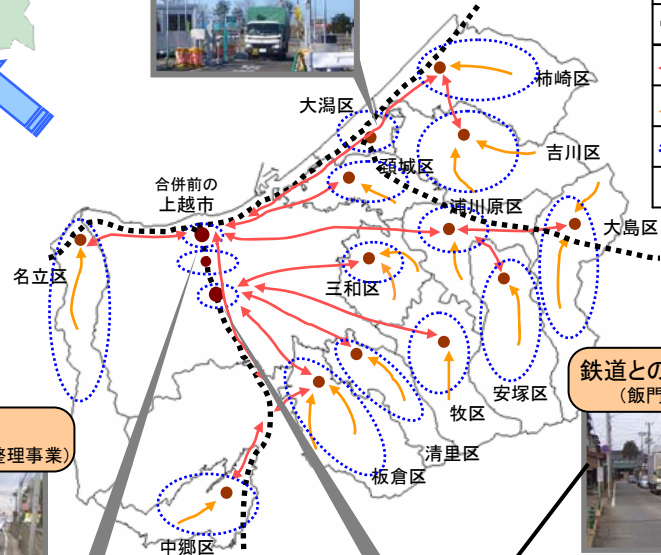 柿崎区
大潟区
吉川区
頚城区
合併前の
上越市
浦川原区
大島区
名立区
三和区
鉄道との
（飯門
安塚区
牧区
整理事業）
清里区
板倉区
中郷区